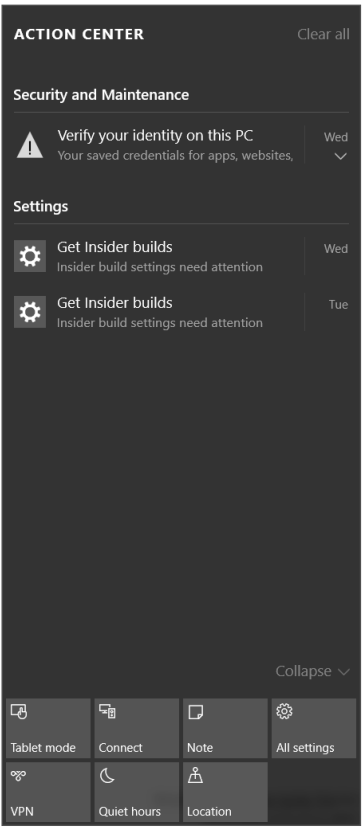 ACTION CENTER
Clear all
Security and Maintenance
Verify your identity on this PC
Wed
Your saved credentials for apps, websites,
Settings
Get Insider builds
Wed
Insider build settings need attention
Get Insider builds
Tue
Insider build settings need attention
Collapse
Tablet mode
Connect
Note
All settings
VPN
Quiet hours
Location